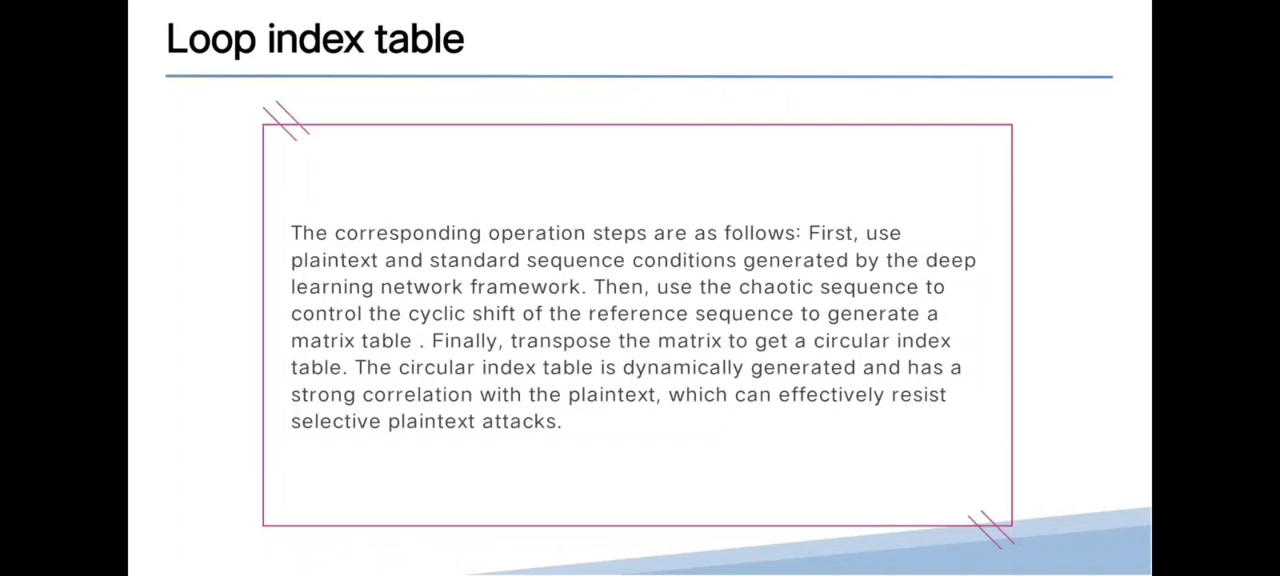 Loop index table
The corresponding operation steps are as follows: First, use
plaintext and standard sequence conditions generated by the deep
learning network framework. Then, use the chaotic sequence to
control the cyclic shift of the reference sequence to generate a
matrix table . Finally, transpose the matrix to get a circular index
table. The circular index table is dynamically generated and has a
strong correlation with the plaintext, which can effectively resist
selective plaintext attacks.